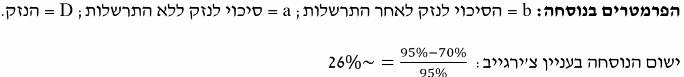 הפרמטרים בנוסחה: b = הסיכוי לנזק לאחר התרשלות; a = סיכוי לנזק ללא התרשלות; D = הנזק.
ישום הנוסחה בעניין צ'ירגייב: 95%−70% / 95% = ~26%